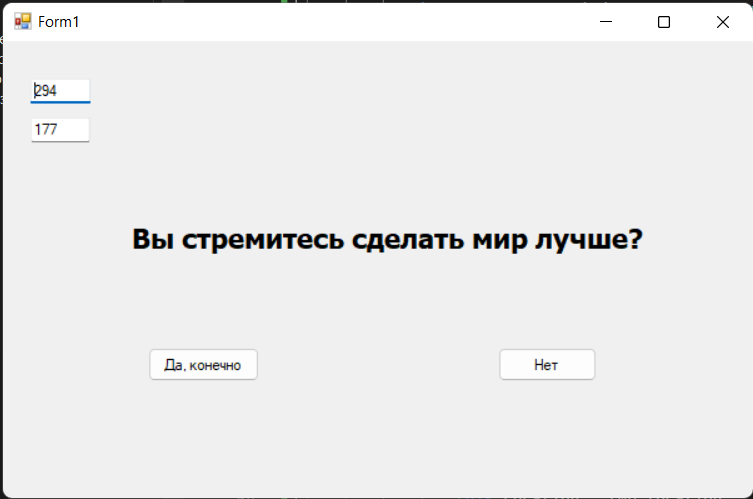 Form1
294
177
Вы стремитесь сделать мир лучше?
Да, конечно
Нет